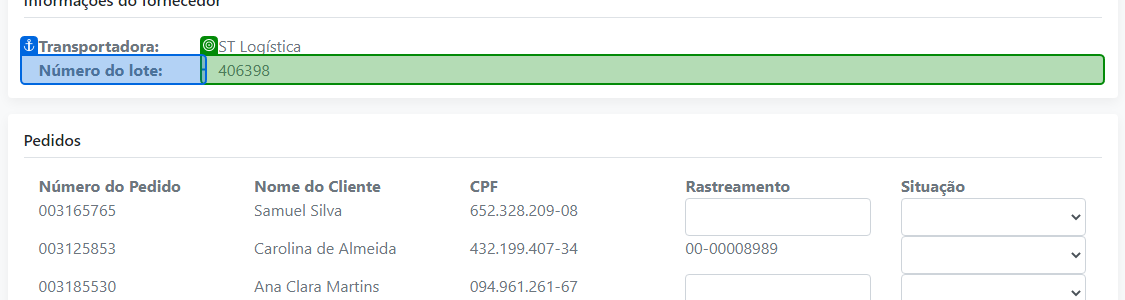 Informações do fornecedor
Transportadora: ST Logística
Número do lote: 406398
Pedidos
Número do Pedido Nome do Cliente CPF Rastreamento Situação
003165765 Samuel Silva 652.328.209-08
003125853 Carolina de Almeida 432.199.407-34 00-00008989
003185530 Ana Clara Martins 094.961.261-67